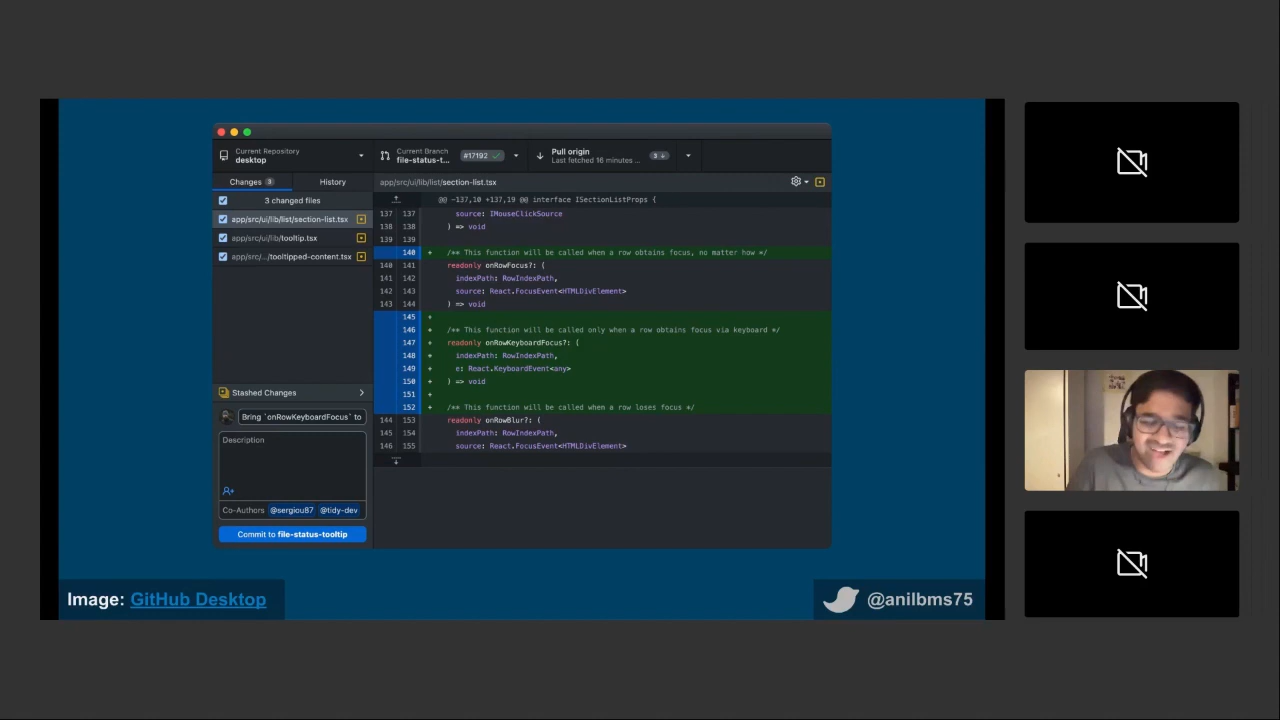 Current Repository
desktop
Current Branch
file-status-t...
#17192
Pull origin
Last fetched 16 minutes ...
3
Changes 3
History
app/src/ui/lib/list/section-list.tsx
3 changed files
app/src/ui/lib/list/section-list.tsx
app/src/ui/lib/tooltip.tsx
app/src/.../tooltipped-content.tsx
@@ -137,10 +137,19 @@ interface ISectionListProps {
137 137 source: IMouseClickSource
138 138 ) => void
139 139
140 + /** This function will be called when a row obtains focus, no matter how */
140 141 readonly onRowFocus?: (
141 142 indexPath: RowIndexPath,
142 143 source: React.FocusEvent<HTMLDivElement>
143 144 ) => void
145 +
146 + /** This function will be called only when a row obtains focus via keyboard */
147 + readonly onRowKeyboardFocus?: (
148 + indexPath: RowIndexPath,
149 + e: React.KeyboardEvent<any>
150 + ) => void
151 +
152 + /** This function will be called when a row loses focus */
144 153 readonly onRowBlur?: (
145 154 indexPath: RowIndexPath,
146 155 source: React.FocusEvent<HTMLDivElement>
Stashed Changes
Bring `onRowKeyboardFocus` to
Description
Co-Authors @sergiou87 @tidy-dev
Commit to file-status-tooltip
Image: GitHub Desktop
@anilbms75